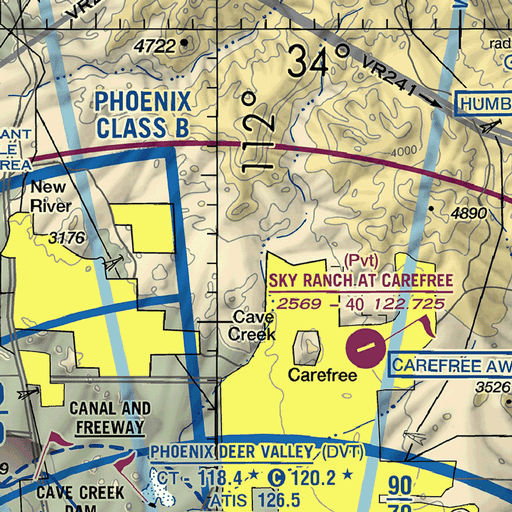 VR2
4722
34°
VR241
rad
HUMB
PHOENIX
CLASS B
112°
4000
ANT
LE
REA
New
River
3176
4890
(Pvt)
SKY RANCH AT CAREFREE
2569 - 40 122.725
Cave
Creek
Carefree
CAREFREE AW
3526
CANAL AND
FREEWAY
PHOENIX DEER VALLEY (DVT)
CT - 118.4 ★ C 120.2 ★
ATIS 126.5
CAVE CREEK
DAM
90